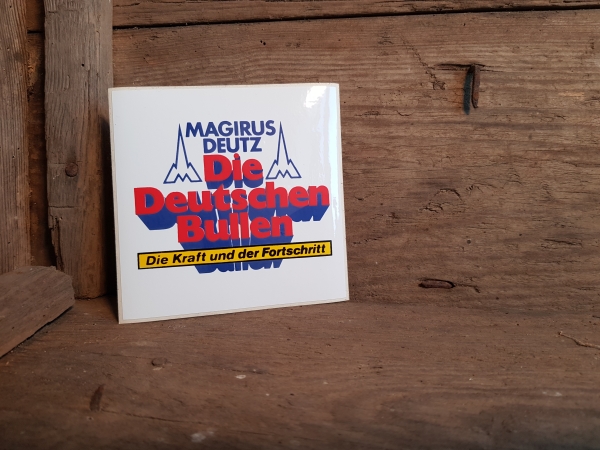 MAGIRUS
DEUTZ
Die
Deutschen
Bullen
Die Kraft und der Fortschritt